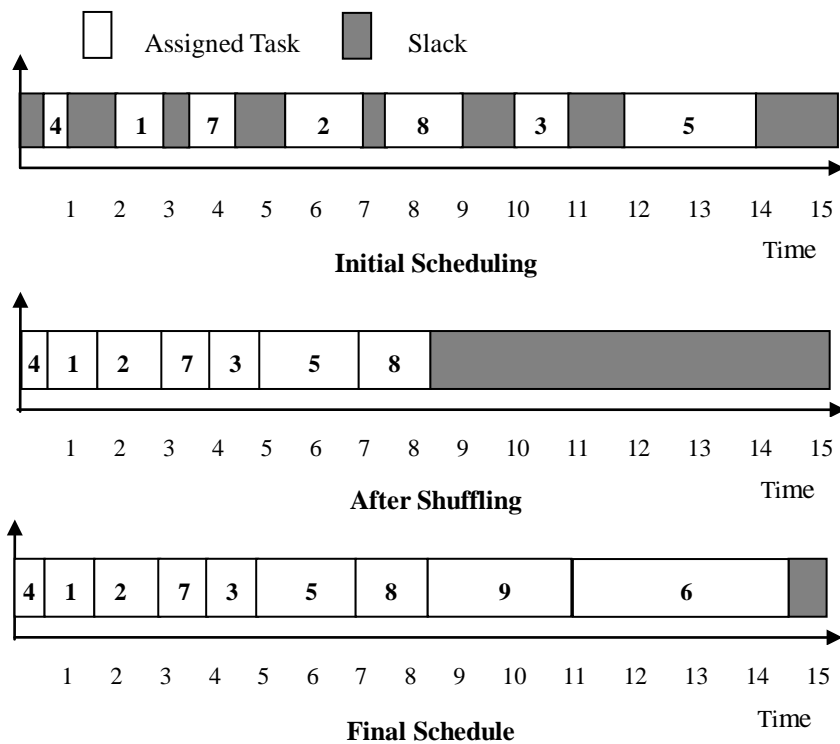 Assigned Task Slack
4 1 7 2 8 3 5
1 2 3 4 5 6 7 8 9 10 11 12 13 14 15
Time
Initial Scheduling
4 1 2 7 3 5 8
1 2 3 4 5 6 7 8 9 10 11 12 13 14 15
Time
After Shuffling
4 1 2 7 3 5 8 9 6
1 2 3 4 5 6 7 8 9 10 11 12 13 14 15
Time
Final Schedule